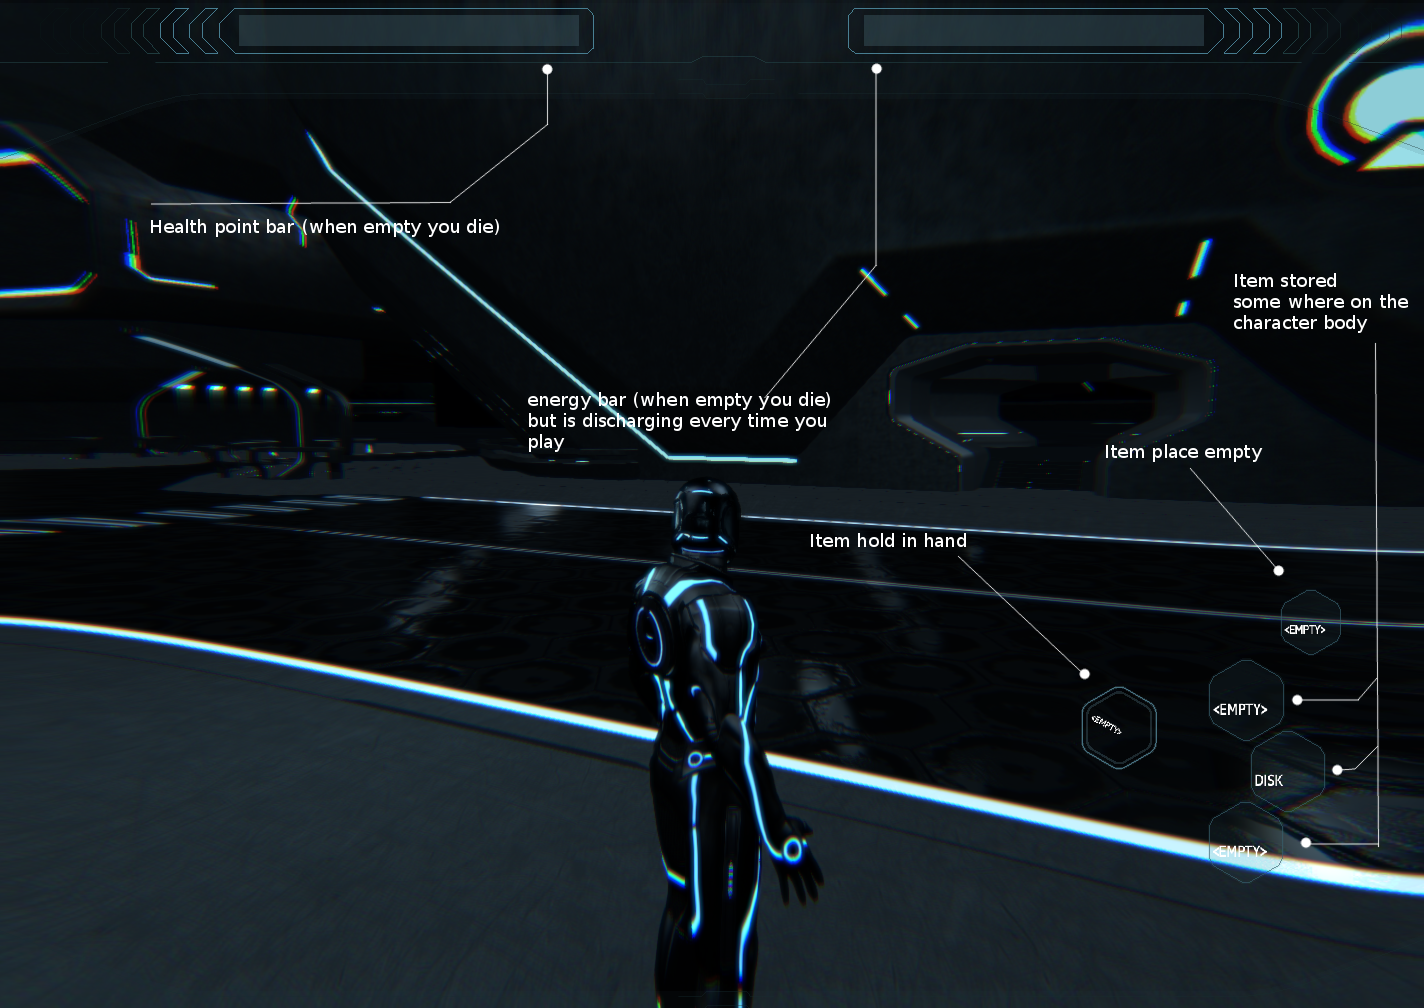 Health point bar (when empty you die)
Item stored
some where on the
character body
energy bar (when empty you die)
but is discharging every time you
play
Item place empty
Item hold in hand
<EMPTY>
<EMPTY>
<EMPTY>
DISK
<EMPTY>